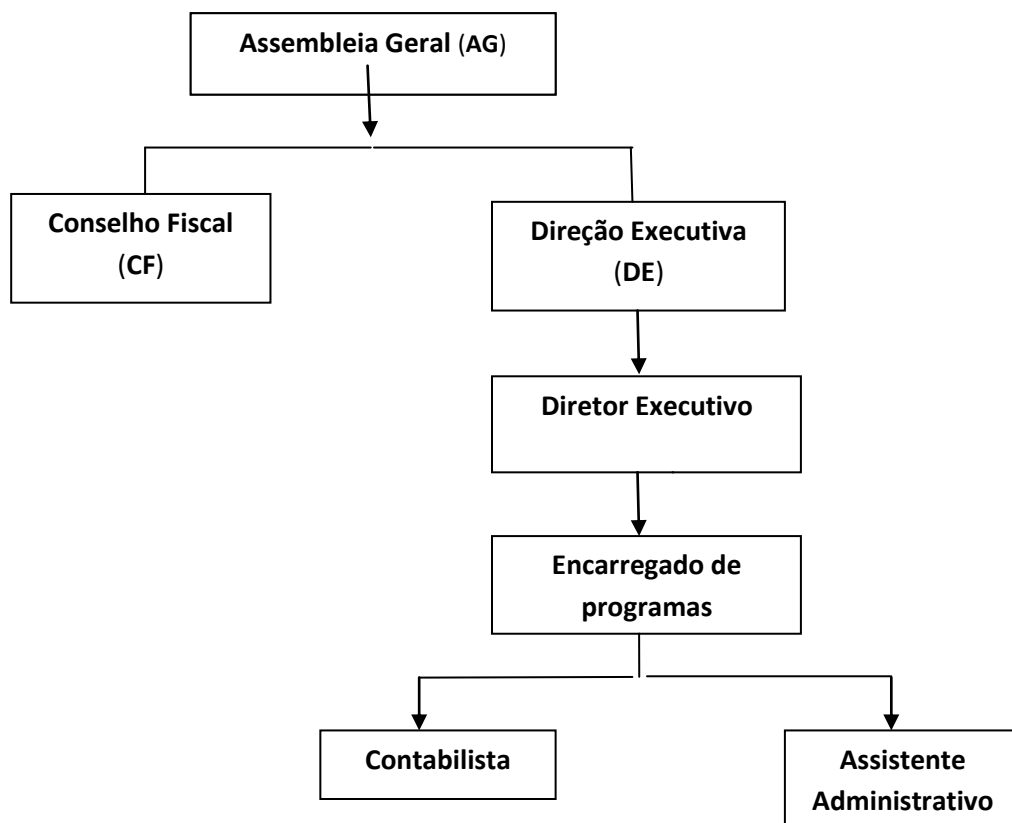 Assembleia Geral (AG)
Conselho Fiscal
(CF)
Direção Executiva
(DE)
Diretor Executivo
Encarregado de
programas
Contabilista
Assistente
Administrativo